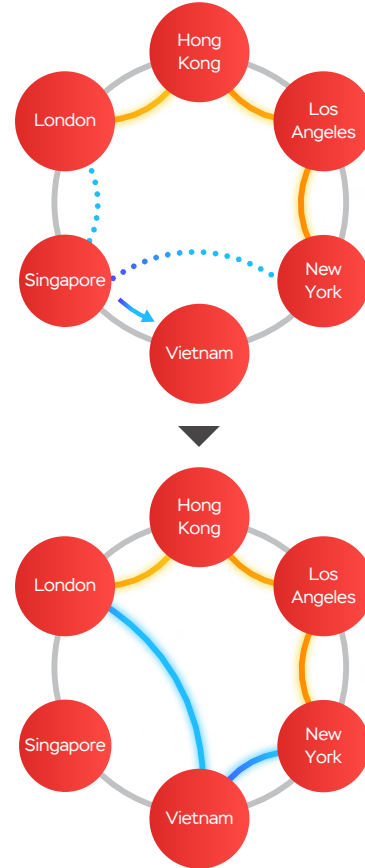 Hong
Kong
London
Los
Angeles
Singapore
New
York
Vietnam
Hong
Kong
London
Los
Angeles
Singapore
New
York
Vietnam